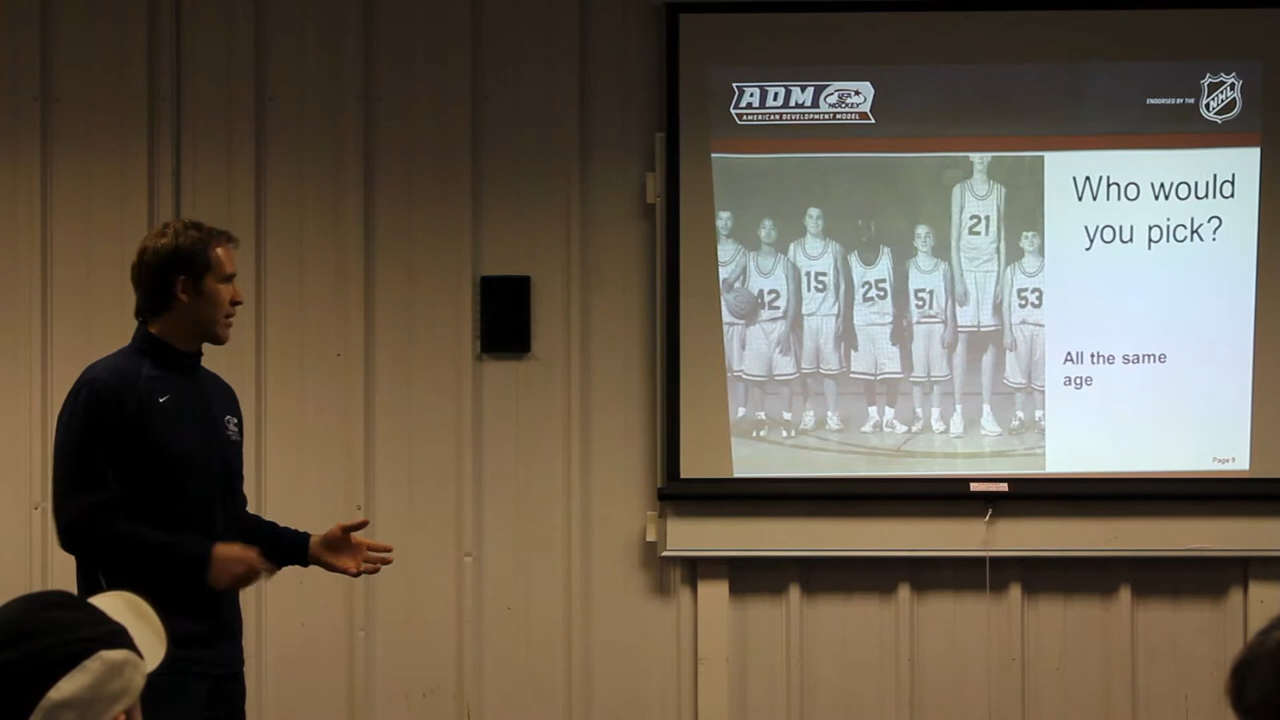 ADM
USA
HOCKEY
AMERICAN DEVELOPMENT MODEL
ENDORSED BY THE
NHL
Who would
you pick?
42
15
25
51
21
53
All the same
age
Page 9